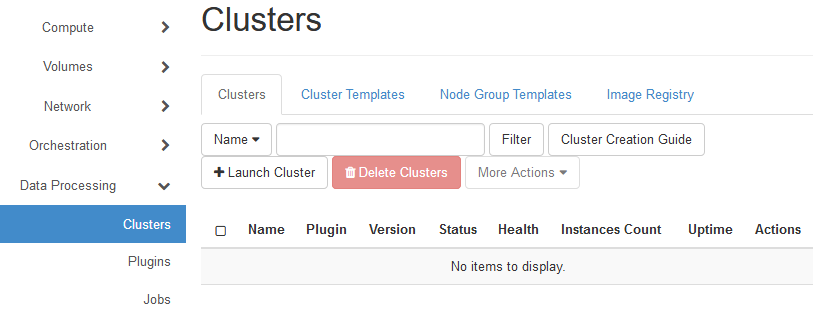 Compute
Volumes
Network
Orchestration
Data Processing
Clusters
Plugins
Jobs
Clusters
Clusters Cluster Templates Node Group Templates Image Registry
Name Filter Cluster Creation Guide
Launch Cluster Delete Clusters More Actions
Name Plugin Version Status Health Instances Count Uptime Actions
No items to display.